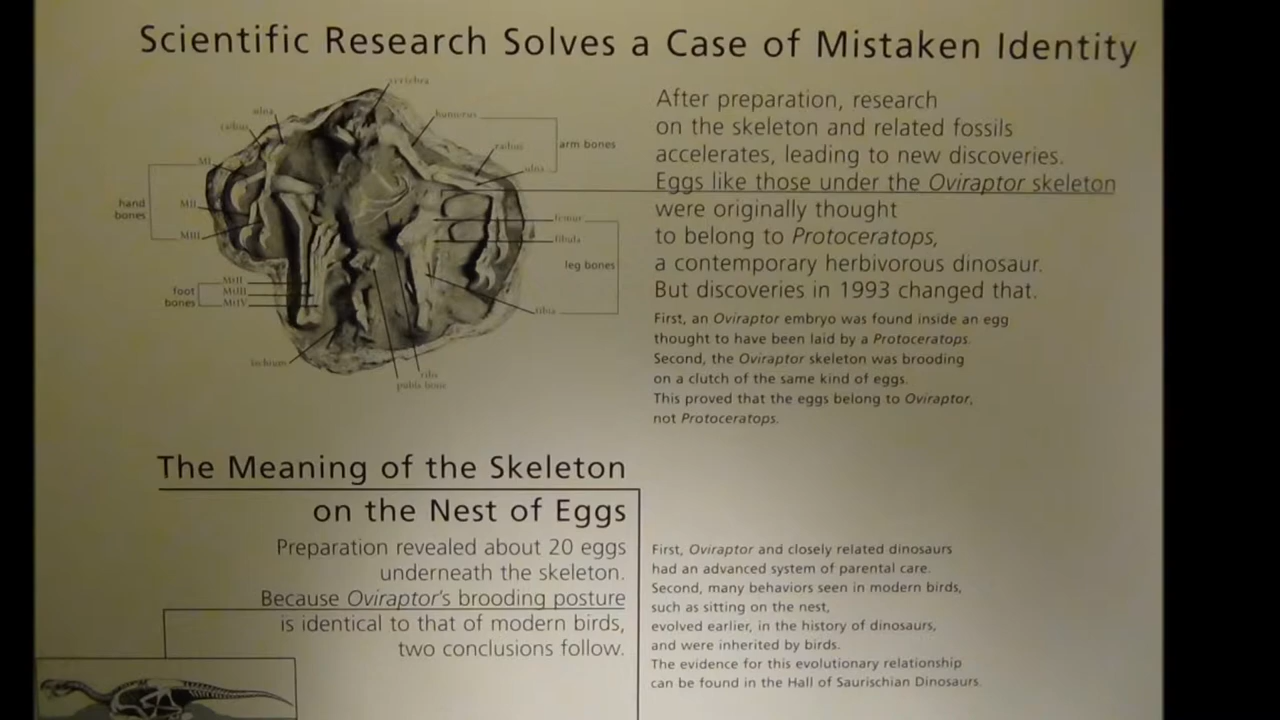 Scientific Research Solves a Case of Mistaken Identity
vertebra
ulna
radius
humerus
radius
ulna
arm bones
MI
MII
MIII
hand
bones
femur
fibula
leg bones
tibia
MtII
MtIII
MtIV
foot
bones
ischium
ribs
pubis bone
After preparation, research
on the skeleton and related fossils
accelerates, leading to new discoveries.
Eggs like those under the Oviraptor skeleton
were originally thought
to belong to Protoceratops,
a contemporary herbivorous dinosaur.
But discoveries in 1993 changed that.
First, an Oviraptor embryo was found inside an egg
thought to have been laid by a Protoceratops.
Second, the Oviraptor skeleton was brooding
on a clutch of the same kind of eggs.
This proved that the eggs belong to Oviraptor,
not Protoceratops.
The Meaning of the Skeleton
on the Nest of Eggs
Preparation revealed about 20 eggs
underneath the skeleton.
Because Oviraptor's brooding posture
is identical to that of modern birds,
two conclusions follow.
First, Oviraptor and closely related dinosaurs
had an advanced system of parental care.
Second, many behaviors seen in modern birds,
such as sitting on the nest,
evolved earlier, in the history of dinosaurs,
and were inherited by birds.
The evidence for this evolutionary relationship
can be found in the Hall of Saurischian Dinosaurs.